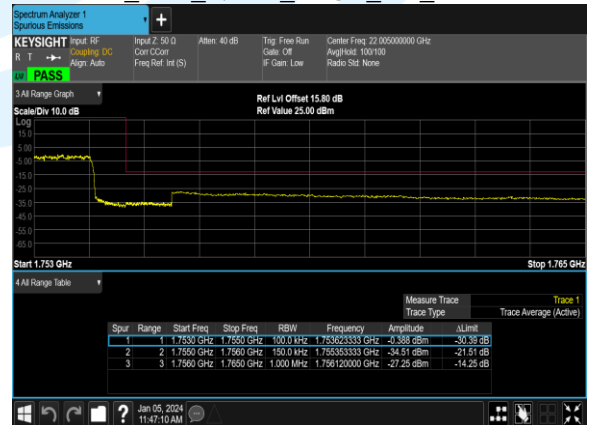 Spectrum Analyzer 1
Spurious Emissions
+
KEYSIGHT Input: RF Input Z: 50 Ω Atten: 40 dB Trig: Free Run Center Freq: 22.005000000 GHz
R T Coupling: DC Corr CCorr Gate: Off Avg|Hold: 100/100
Align: Auto Freq Ref: Int (S) IF Gain: Low Radio Std: None
LV PASS
3 All Range Graph
Ref Lvl Offset 15.80 dB
Scale/Div 10.0 dB Ref Value 25.00 dBm
Log
15.0
5.00
-5.00
-15.0
-25.0
-35.0
-45.0
-55.0
-65.0
Start 1.753 GHz Stop 1.765 GHz
4 All Range Table
Measure Trace Trace 1
Trace Type Trace Average (Active)
Spur Range Start Freq Stop Freq RBW Frequency Amplitude ΔLimit
1 1 1.7530 GHz 1.7550 GHz 100.0 kHz 1.753623333 GHz -0.388 dBm -30.39 dB
2 2 1.7550 GHz 1.7560 GHz 150.0 kHz 1.755353333 GHz -34.51 dBm -21.51 dB
3 3 1.7560 GHz 1.7650 GHz 1.000 MHz 1.756120000 GHz -27.25 dBm -14.25 dB
? Jan 05, 2024
11:47:10 AM